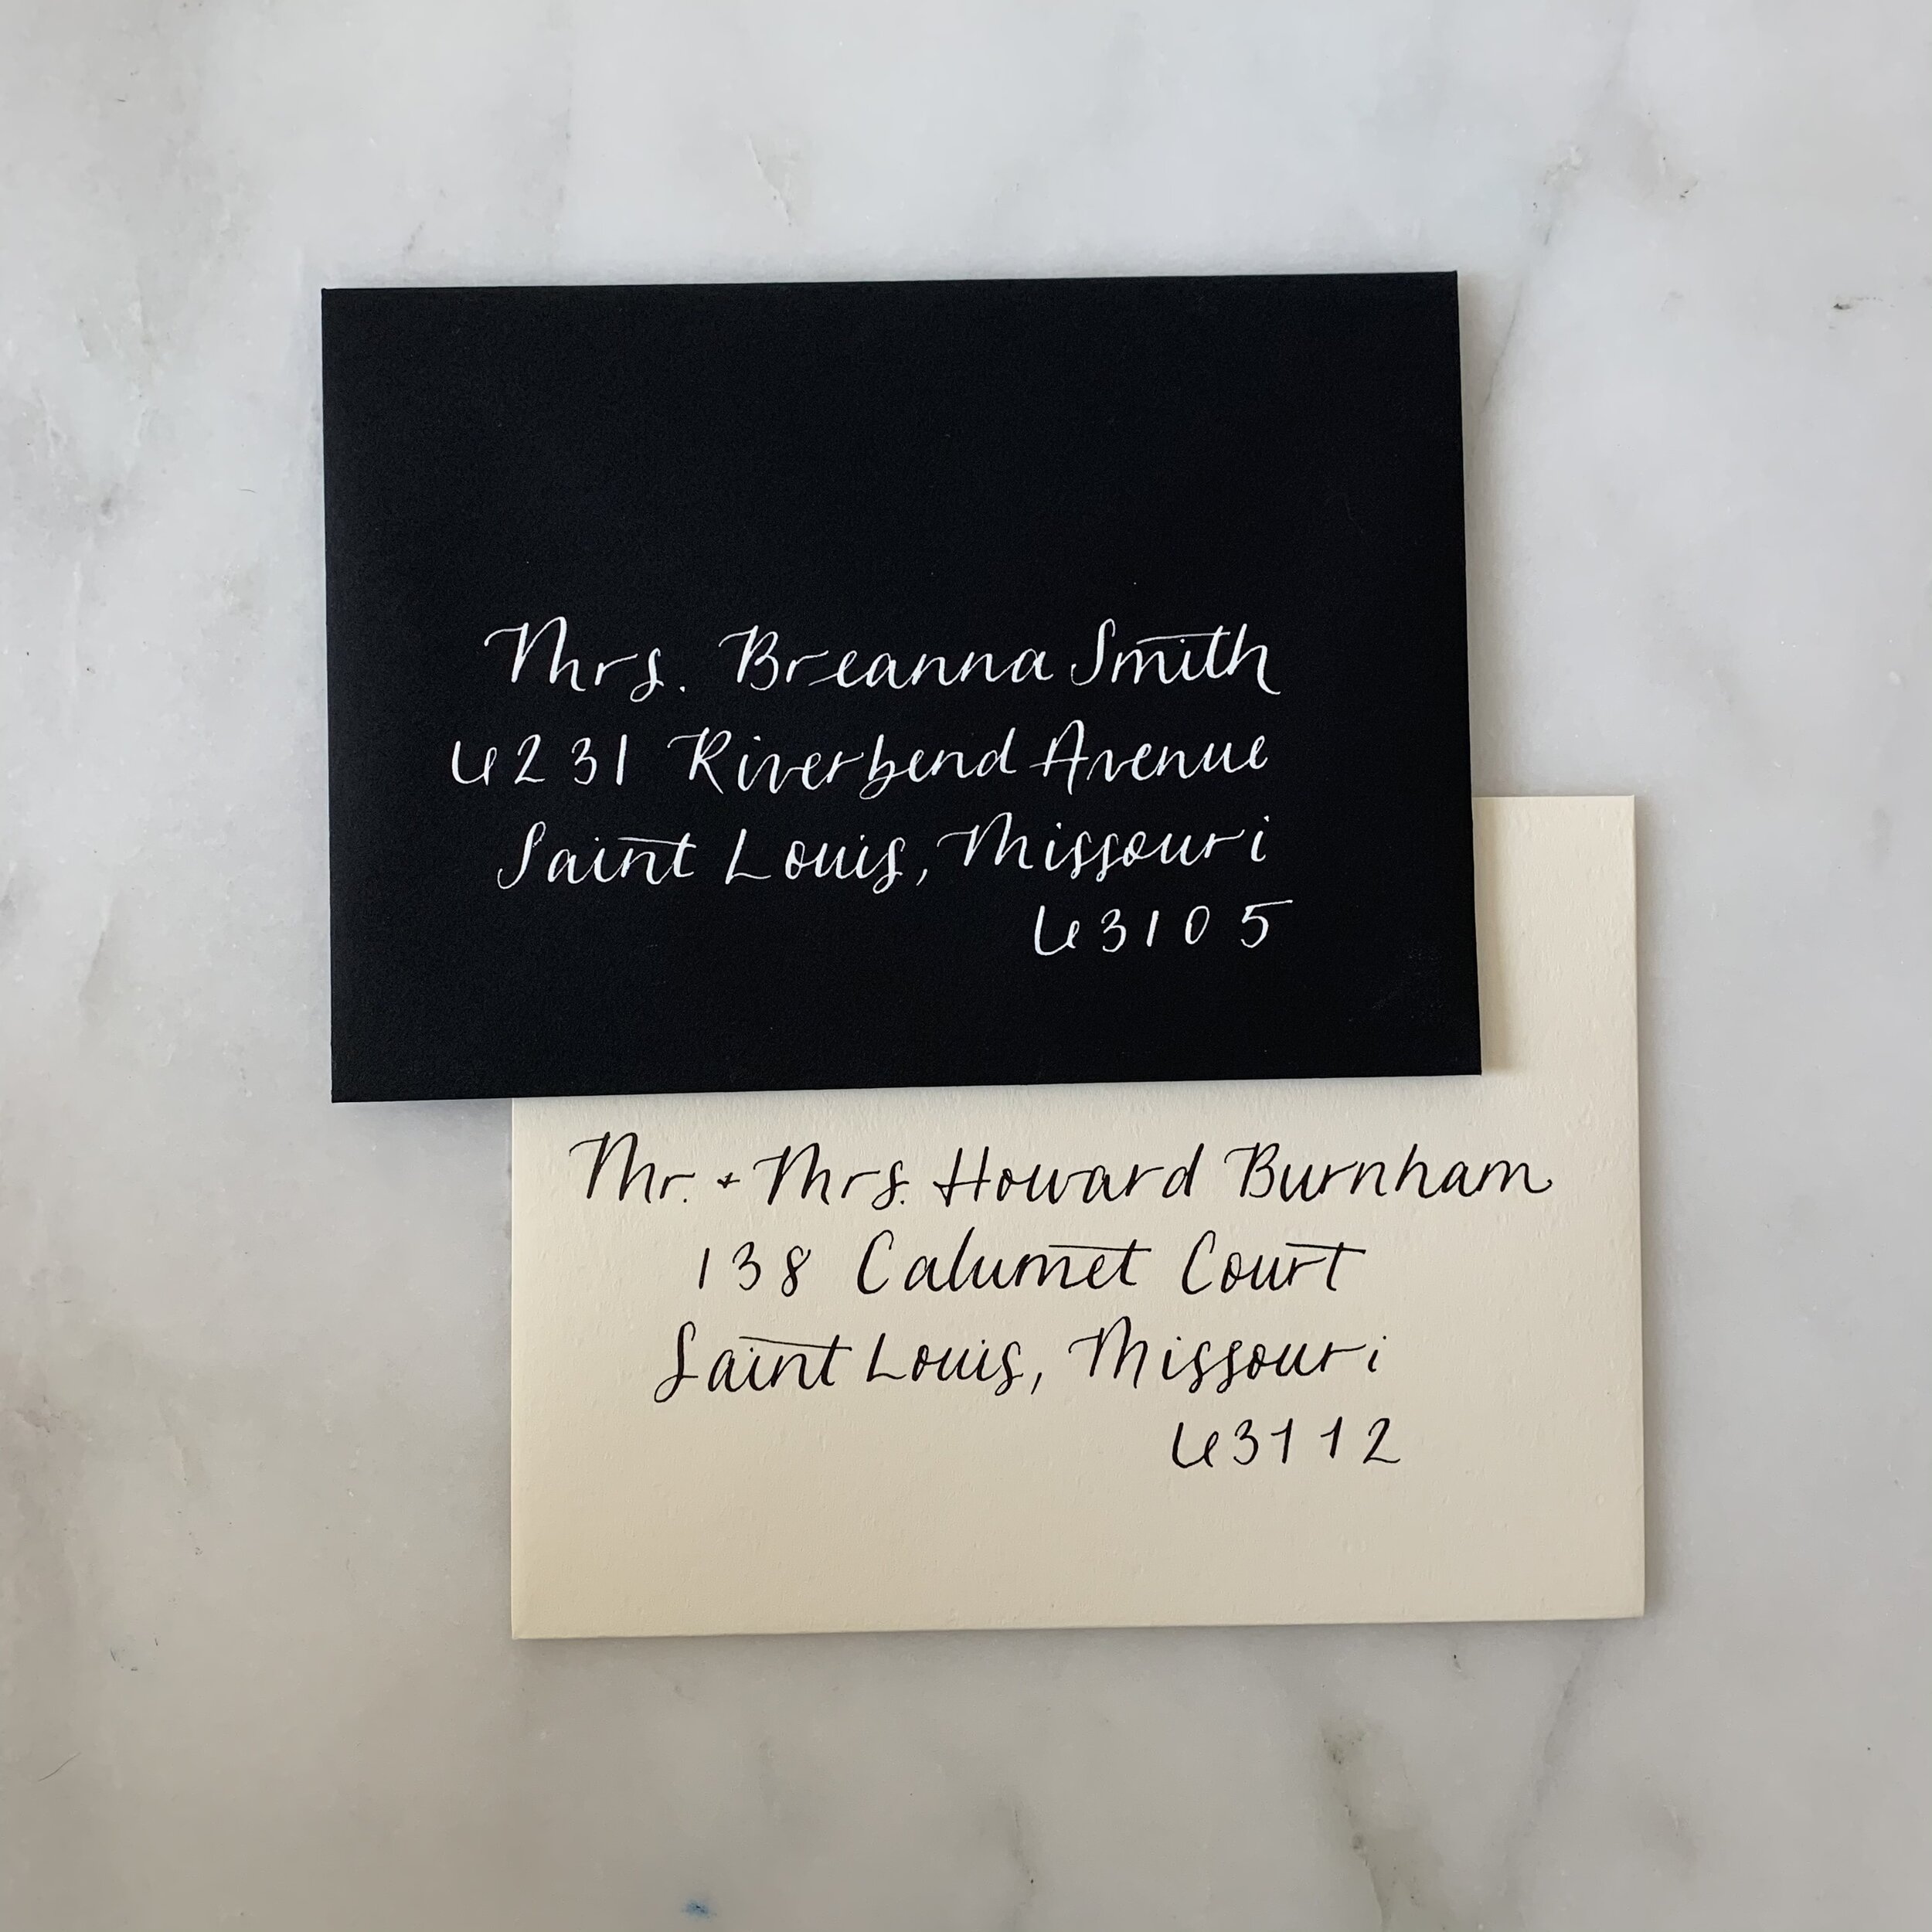 Mrs. Breanna Smith
6231 Riverbend Avenue
Saint Louis, Missouri
63105
Mr. + Mrs. Howard Burnham
138 Calumet Court
Saint Louis, Missouri
63112